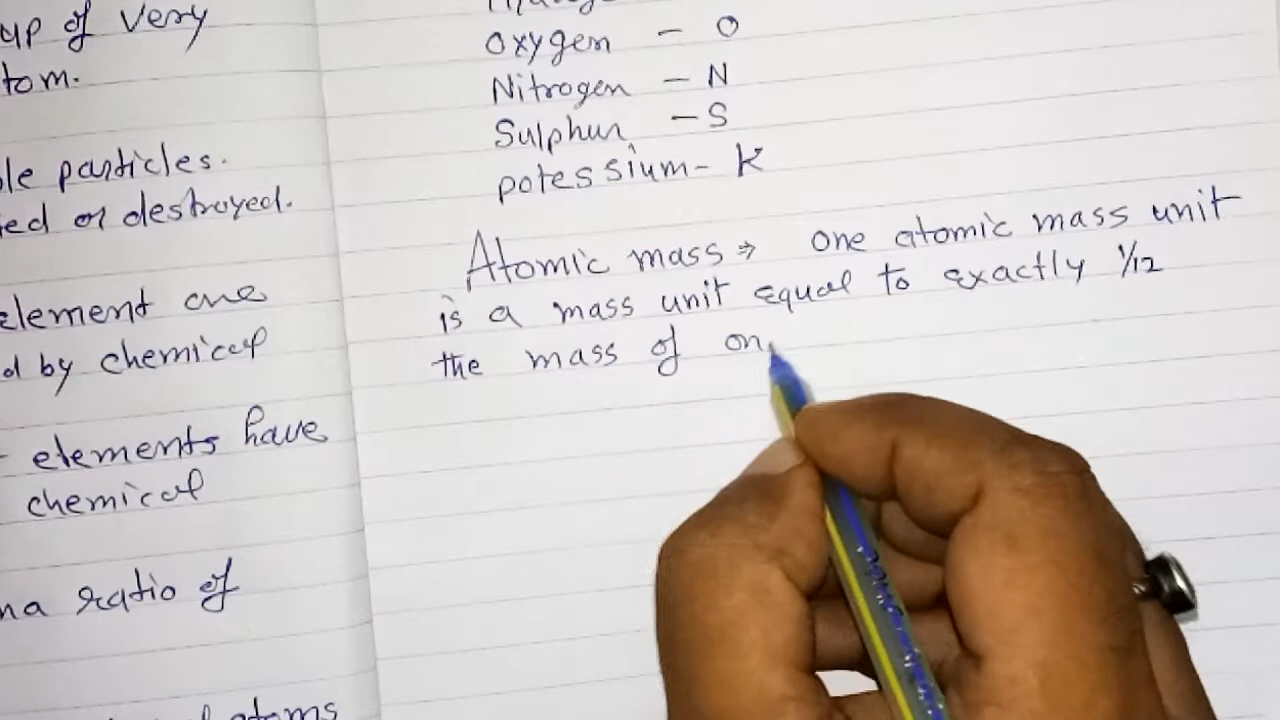 up of very
tom.
le particles.
ed or destroyed.
element are
d by chemical
elements have
chemical
ratio of
atoms
Oxygen - O
Nitrogen - N
Sulphur - S
potessium - K
Atomic mass ⇒ One atomic mass unit
is a mass unit equal to exactly 1/12
the mass of on